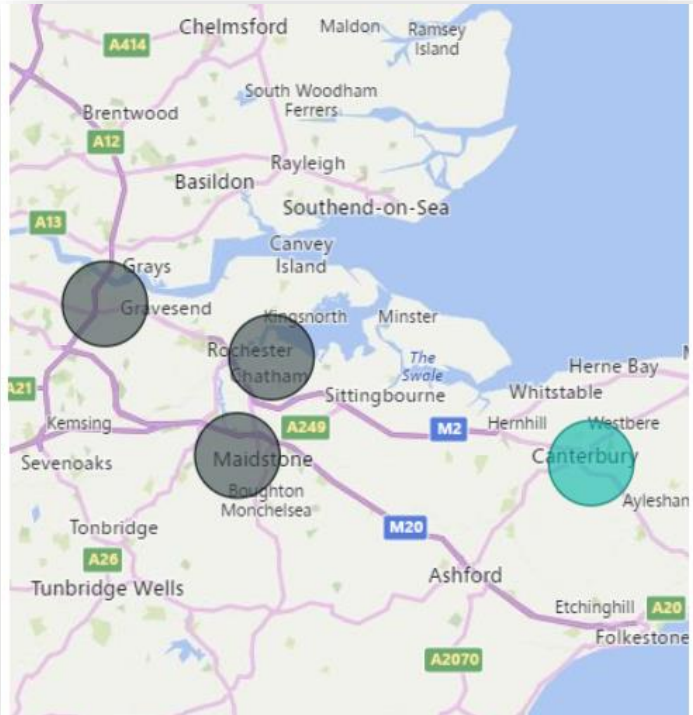 Chelmsford
Maldon
Ramsey
Island
A414
South Woodham
Ferrers
Brentwood
A12
Rayleigh
Basildon
A13
Southend-on-Sea
Canvey
Island
Grays
Gravesend
Kingsnorth
Minster
Rochester
Chatham
The
Swale
Herne Bay
A21
Sittingbourne
Whitstable
Kemsing
A249
M2
Hernhill
Westbere
Sevenoaks
Maidstone
Canterbury
Boughton
Monchelsea
Aylesham
Tonbridge
M20
A26
Tunbridge Wells
Ashford
Etchinghill
A20
Folkestone
A2070